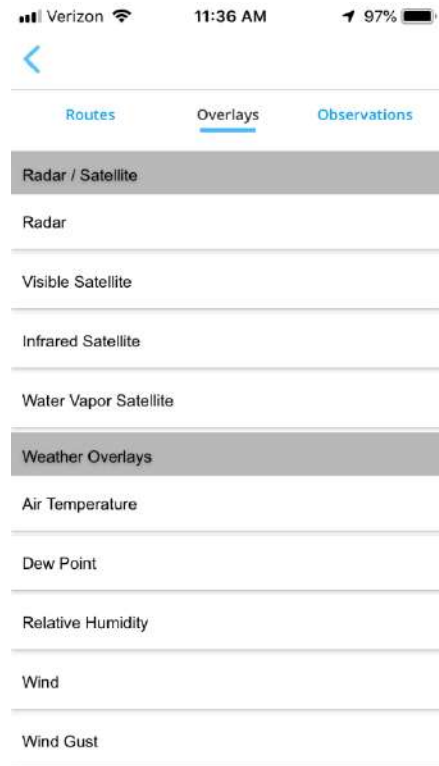 Verizon 11:36 AM 97%
Routes Overlays Observations
Radar / Satellite
Radar
Visible Satellite
Infrared Satellite
Water Vapor Satellite
Weather Overlays
Air Temperature
Dew Point
Relative Humidity
Wind
Wind Gust